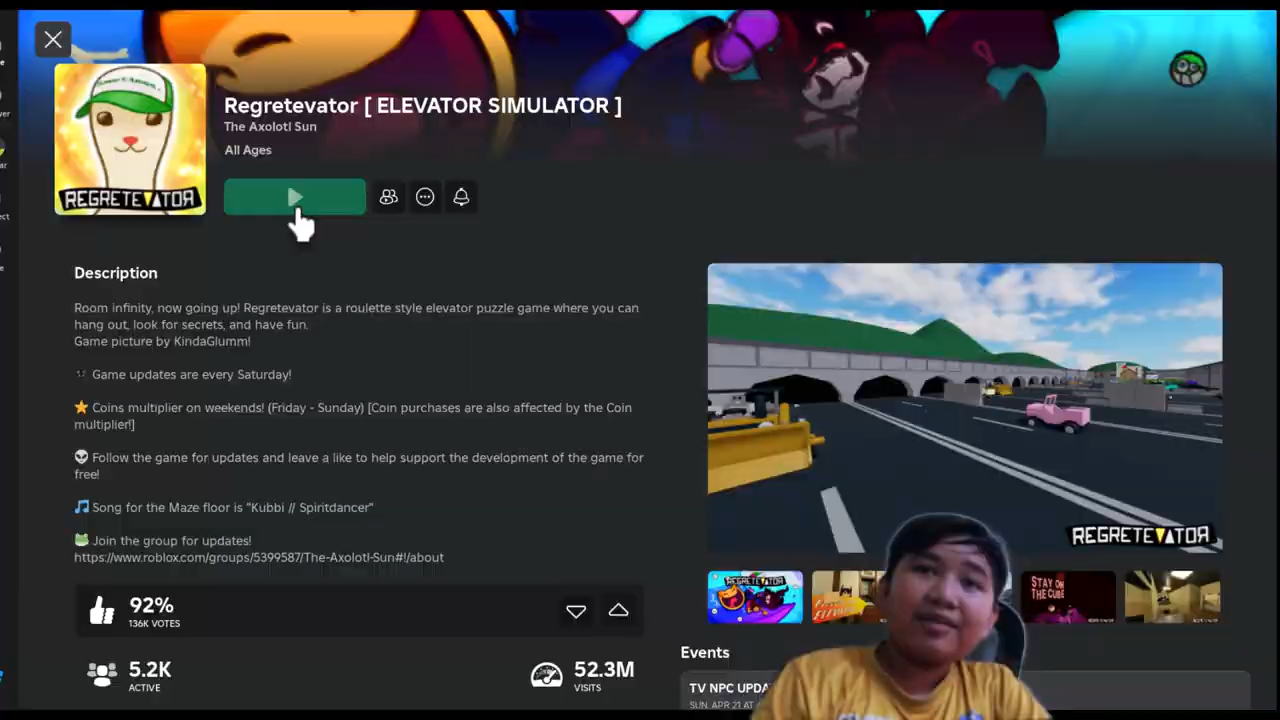 Regretevator [ ELEVATOR SIMULATOR ]
The Axolotl Sun
All Ages
REGRETEVATOR
Description
Room infinity, now going up! Regretevator is a roulette style elevator puzzle game where you can
hang out, look for secrets, and have fun.
Game picture by KindaGlumm!
Game updates are every Saturday!
⭐ Coins multiplier on weekends! (Friday - Sunday) [Coin purchases are also affected by the Coin
multiplier!]
👽 Follow the game for updates and leave a like to help support the development of the game for
free!
🎵 Song for the Maze floor is "Kubbi // Spiritdancer"
🐸 Join the group for updates!
https://www.roblox.com/groups/5399587/The-Axolotl-Sun#!/about
92%
136K VOTES
5.2K
ACTIVE
52.3M
VISITS
REGRETEVATOR
REGRETEVATOR
STAY ON
THE CUBE
Events
TV NPC UPDA
SUN, APR 21 AT